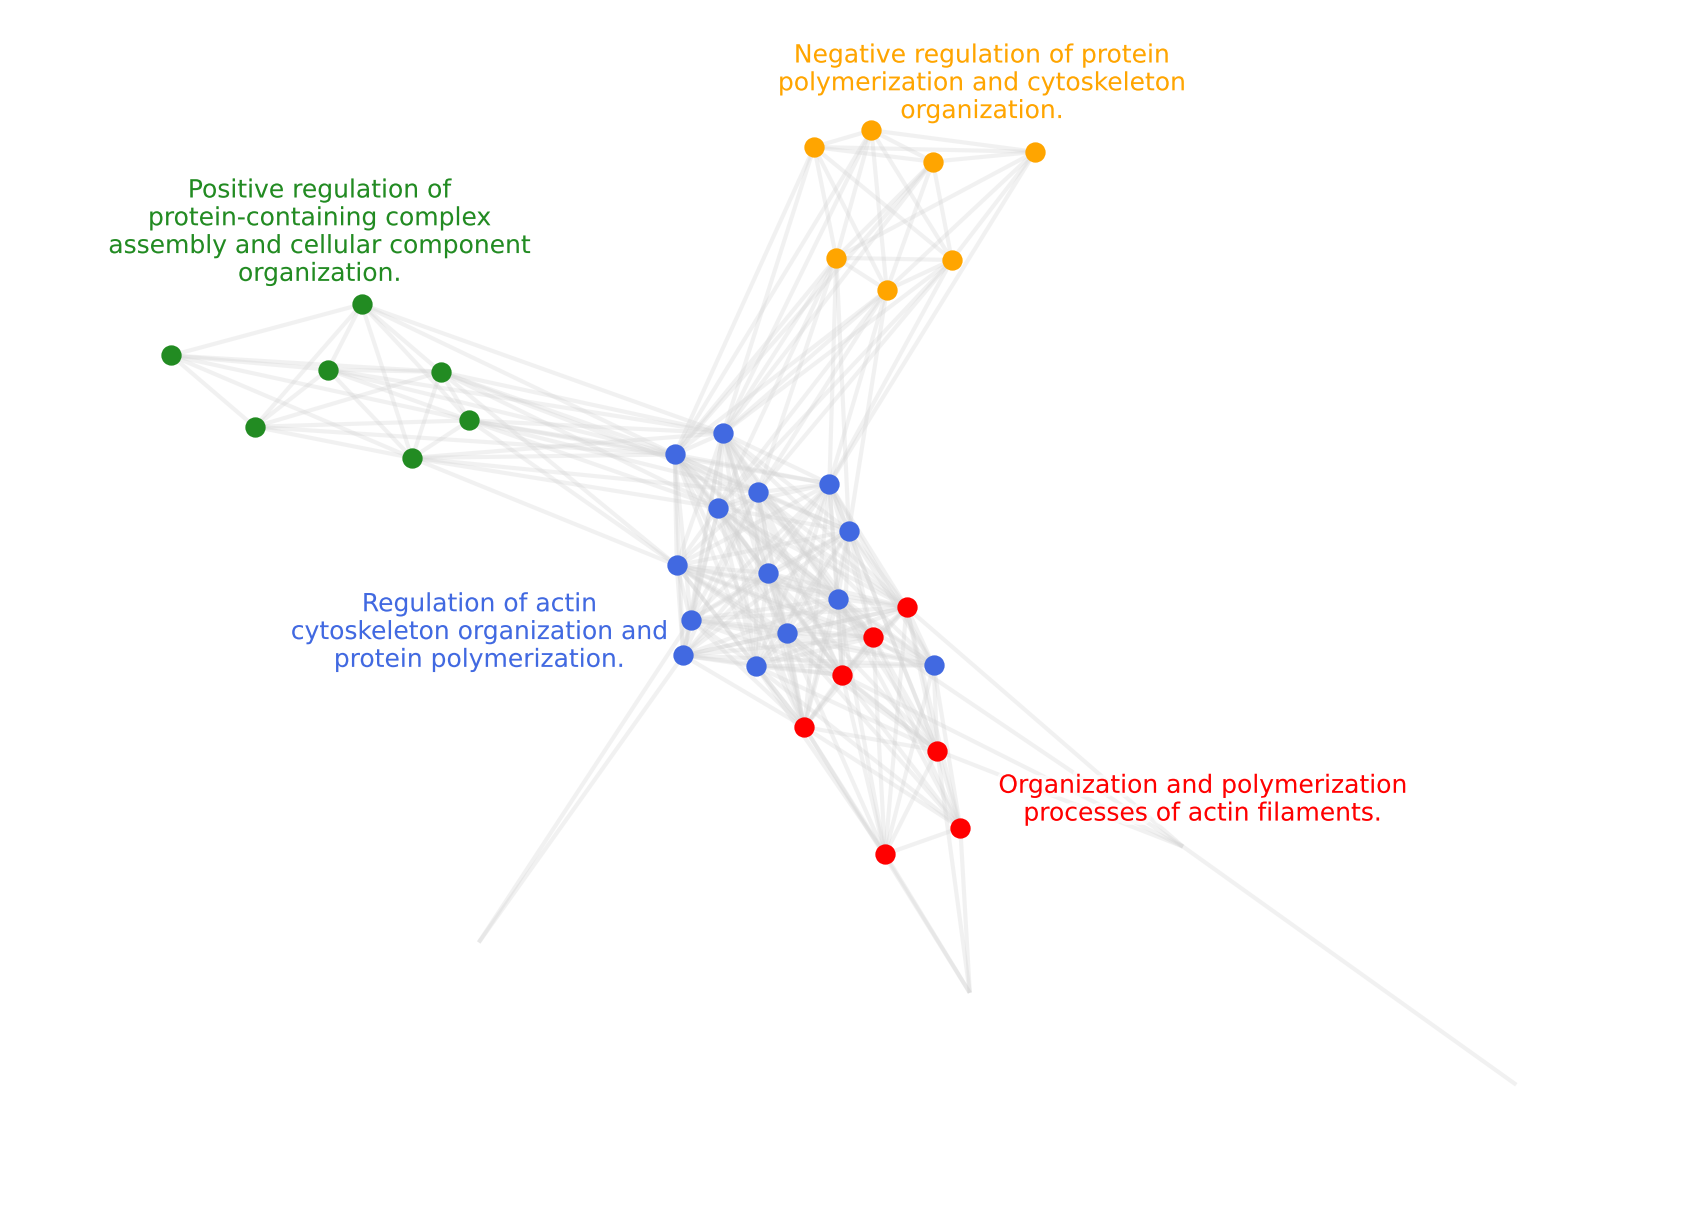 Negative regulation of protein
polymerization and cytoskeleton
organization.
Positive regulation of
protein-containing complex
assembly and cellular component
organization.
Regulation of actin
cytoskeleton organization and
protein polymerization.
Organization and polymerization
processes of actin filaments.